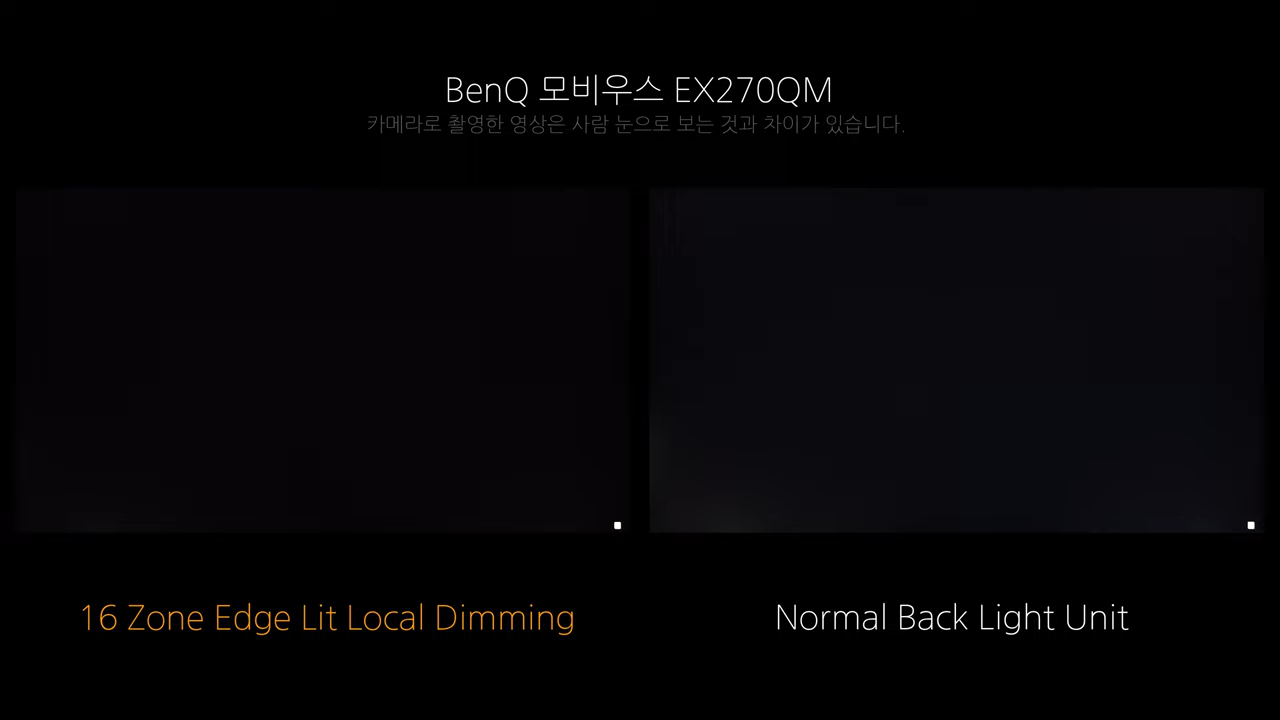 BenQ 모비우스 EX270QM
카메라로 촬영한 영상은 사람 눈으로 보는 것과 차이가 있습니다.
16 Zone Edge Lit Local Dimming
Normal Back Light Unit